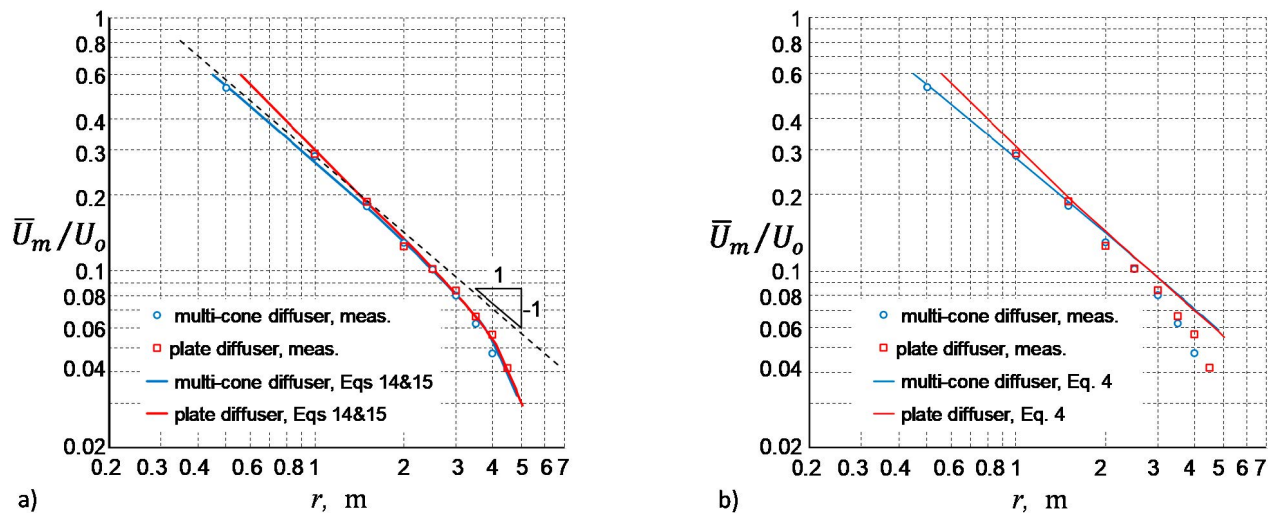 1
0.8
0.6
0.4
0.3
0.2
0.1
0.08
0.06
0.04
0.02
U̅m/Uo
1
-1
multi-cone diffuser, meas.
plate diffuser, meas.
multi-cone diffuser, Eqs 14&15
plate diffuser, Eqs 14&15
0.2 0.3 0.4 0.6 0.8 1 2 3 4 5 6 7
r, m
a)
1
0.8
0.6
0.4
0.3
0.2
0.1
0.08
0.06
0.04
0.02
U̅m/Uo
multi-cone diffuser, meas.
plate diffuser, meas.
multi-cone diffuser, Eq. 4
plate diffuser, Eq. 4
0.2 0.3 0.4 0.6 0.8 1 2 3 4 5 6 7
r, m
b)